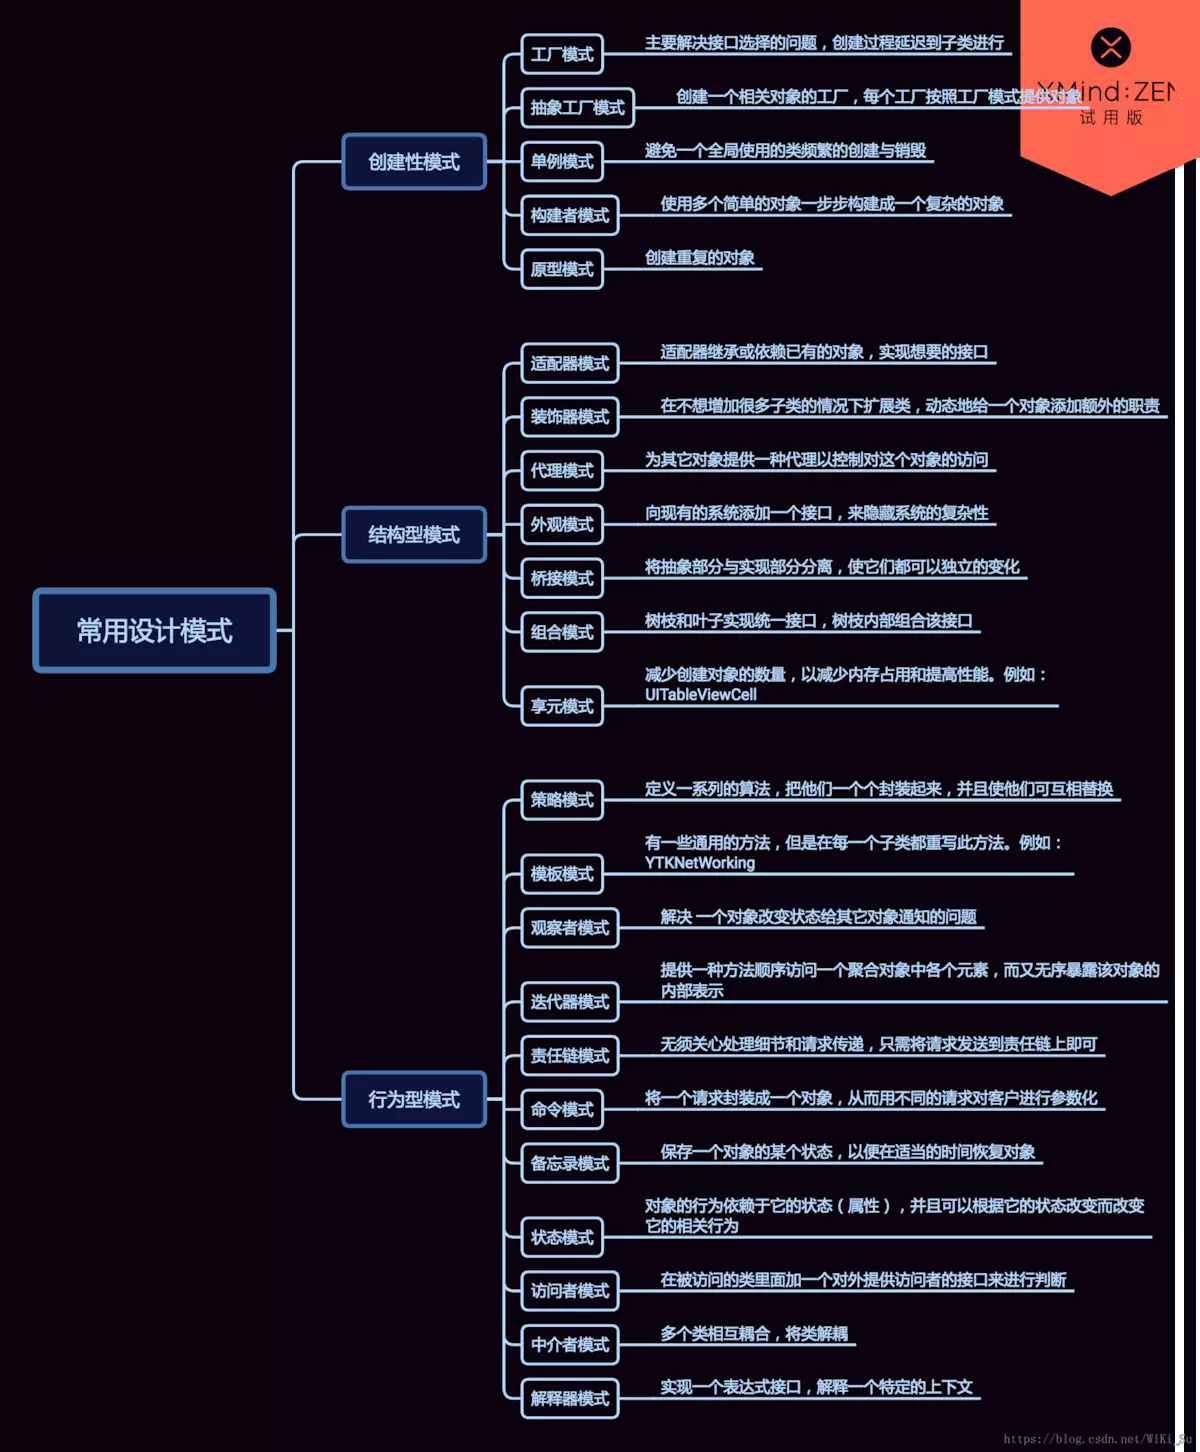 常用设计模式
创建性模式
工厂模式
主要解决接口选择的问题，创建过程延迟到子类进行
抽象工厂模式
创建一个相关对象的工厂，每个工厂按照工厂模式提供对象
单例模式
避免一个全局使用的类频繁的创建与销毁
构建者模式
使用多个简单的对象一步步构建成一个复杂的对象
原型模式
创建重复的对象
结构型模式
适配器模式
适配器继承或依赖已有的对象，实现想要的接口
装饰器模式
在不想增加很多子类的情况下扩展类，动态地给一个对象添加额外的职责
代理模式
为其它对象提供一种代理以控制对这个对象的访问
外观模式
向现有的系统添加一个接口，来隐藏系统的复杂性
桥接模式
将抽象部分与实现部分分离，使它们都可以独立的变化
组合模式
树枝和叶子实现统一接口，树枝内部组合该接口
享元模式
减少创建对象的数量，以减少内存占用和提高性能。例如：
UITableViewCell
行为型模式
策略模式
定义一系列的算法，把他们一个个封装起来，并且使他们可互相替换
模板模式
有一些通用的方法，但是在每一个子类都重写此方法。例如：
YTKNetWorking
观察者模式
解决 一个对象改变状态给其它对象通知的问题
迭代器模式
提供一种方法顺序访问一个聚合对象中各个元素，而又无序暴露该对象的
内部表示
责任链模式
无须关心处理细节和请求传递，只需将请求发送到责任链上即可
命令模式
将一个请求封装成一个对象，从而用不同的请求对客户进行参数化
备忘录模式
保存一个对象的某个状态，以便在适当的时间恢复对象
状态模式
对象的行为依赖于它的状态（属性），并且可以根据它的状态改变而改变
它的相关行为
访问者模式
在被访问的类里面加一个对外提供访问者的接口来进行判断
中介者模式
多个类相互耦合，将类解耦
解释器模式
实现一个表达式接口，解释一个特定的上下文
XMind:ZEN
试用版
https://blog.csdn.net/WiKi_Su